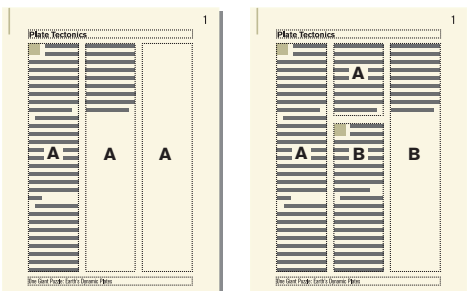 1
Plate Tectonics
A
A
A
One Giant Puzzle: Earth's Dynamic Plates
1
Plate Tectonics
A
A
B
B
One Giant Puzzle: Earth's Dynamic Plates